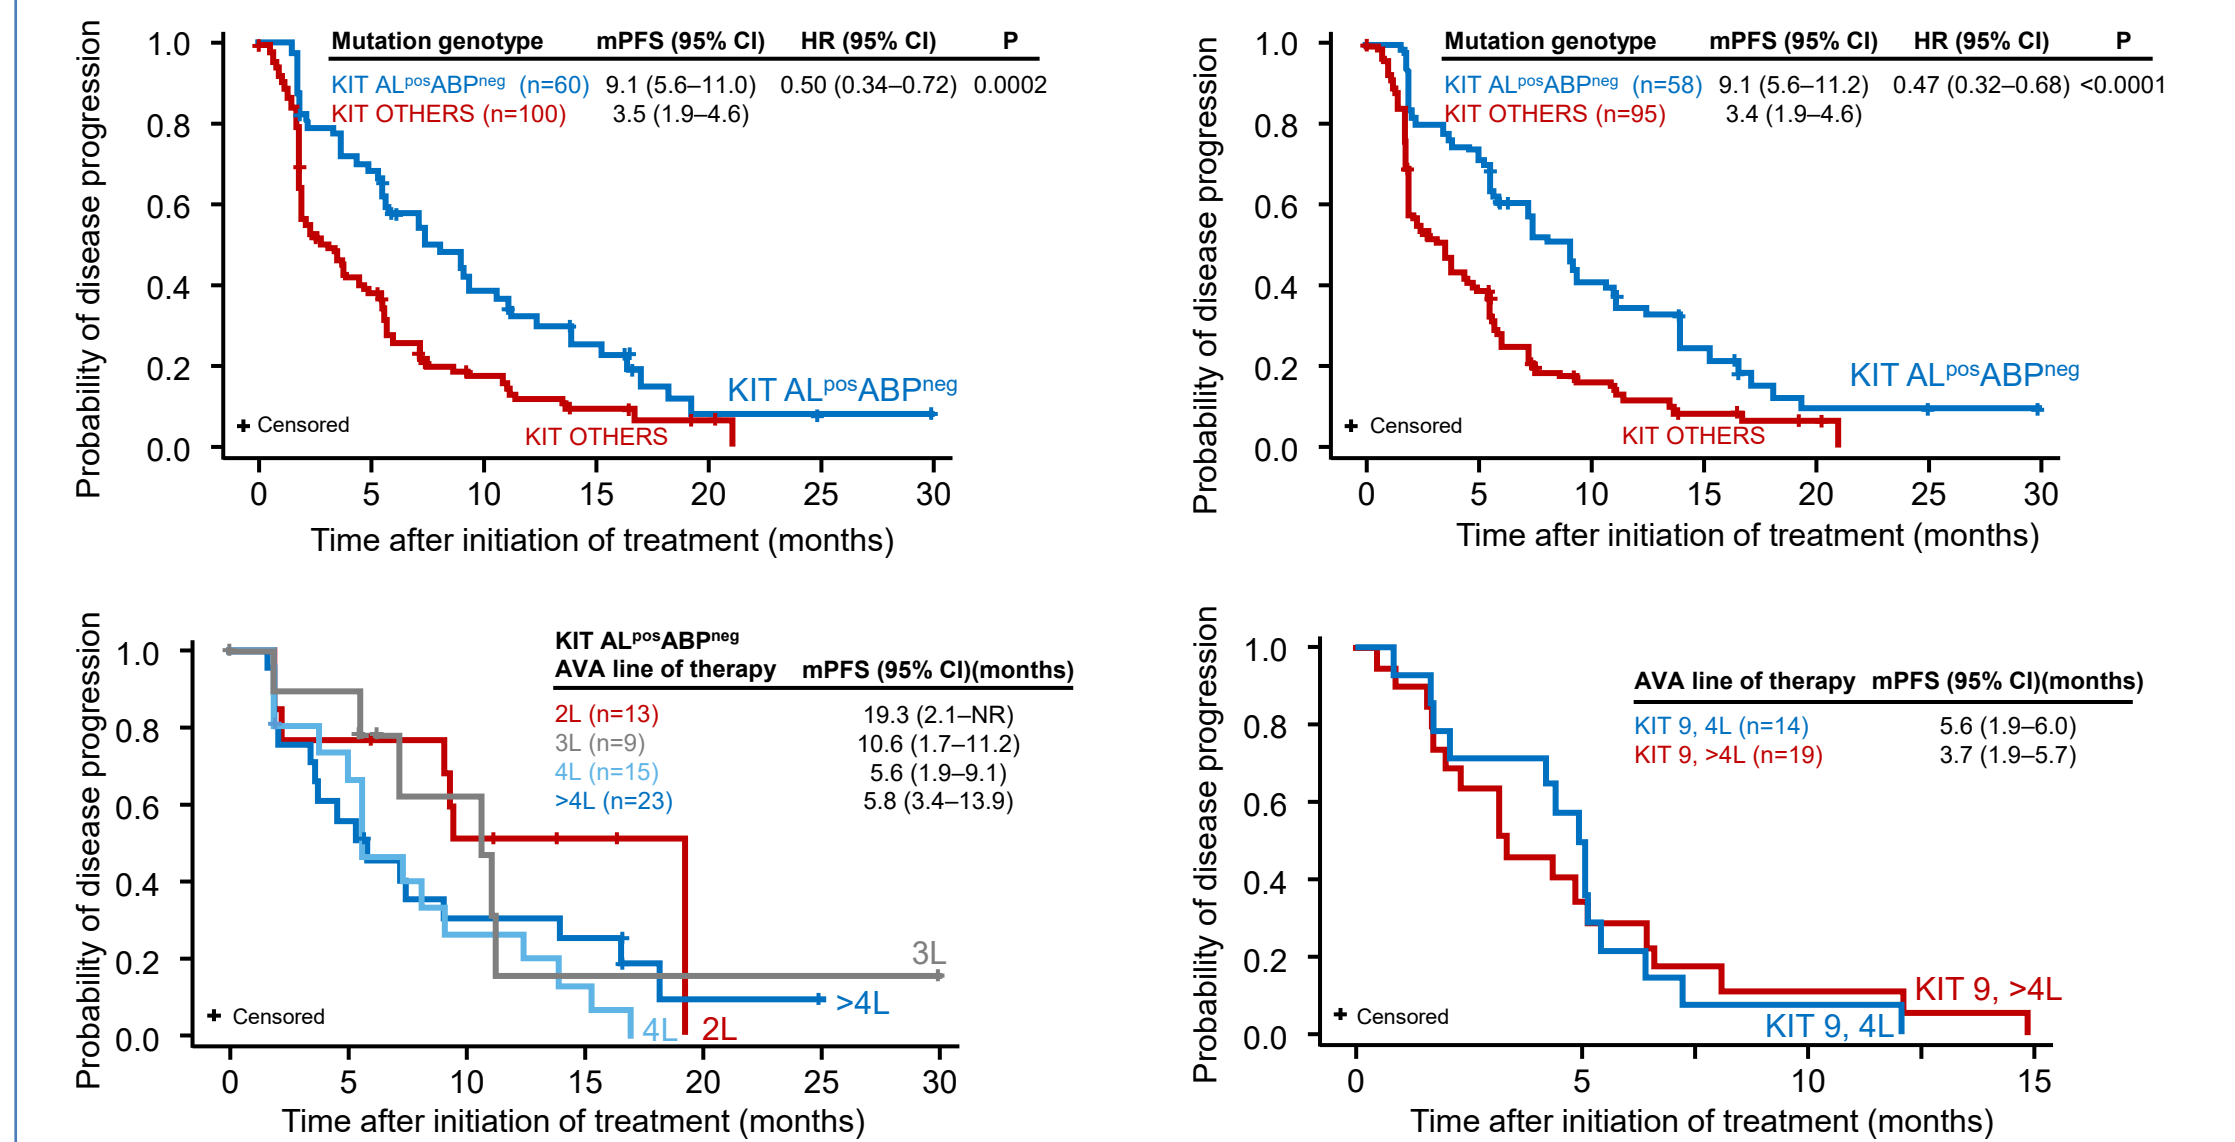 Probability of disease progression
1.0
0.8
0.6
0.4
0.2
0.0
Mutation genotype mPFS (95% CI) HR (95% CI) P
KIT ALᵖᵒˢABPⁿᵉᵍ (n=60) 9.1 (5.6–11.0) 0.50 (0.34–0.72) 0.0002
KIT OTHERS (n=100) 3.5 (1.9–4.6)
KIT ALᵖᵒˢABPⁿᵉᵍ
KIT OTHERS
Censored
0 5 10 15 20 25 30
Time after initiation of treatment (months)
Probability of disease progression
1.0
0.8
0.6
0.4
0.2
0.0
Mutation genotype mPFS (95% CI) HR (95% CI) P
KIT ALᵖᵒˢABPⁿᵉᵍ (n=58) 9.1 (5.6–11.2) 0.47 (0.32–0.68) <0.0001
KIT OTHERS (n=95) 3.4 (1.9–4.6)
KIT ALᵖᵒˢABPⁿᵉᵍ
KIT OTHERS
Censored
0 5 10 15 20 25 30
Time after initiation of treatment (months)
Probability of disease progression
1.0
0.8
0.6
0.4
0.2
0.0
KIT ALᵖᵒˢABPⁿᵉᵍ
AVA line of therapy mPFS (95% CI)(months)
2L (n=13) 19.3 (2.1–NR)
3L (n=9) 10.6 (1.7–11.2)
4L (n=15) 5.6 (1.9–9.1)
>4L (n=23) 5.8 (3.4–13.9)
3L
>4L
4L 2L
Censored
0 5 10 15 20 25 30
Time after initiation of treatment (months)
Probability of disease progression
1.0
0.8
0.6
0.4
0.2
0.0
AVA line of therapy mPFS (95% CI)(months)
KIT 9, 4L (n=14) 5.6 (1.9–6.0)
KIT 9, >4L (n=19) 3.7 (1.9–5.7)
KIT 9, >4L
KIT 9, 4L
Censored
0 5 10 15
Time after initiation of treatment (months)